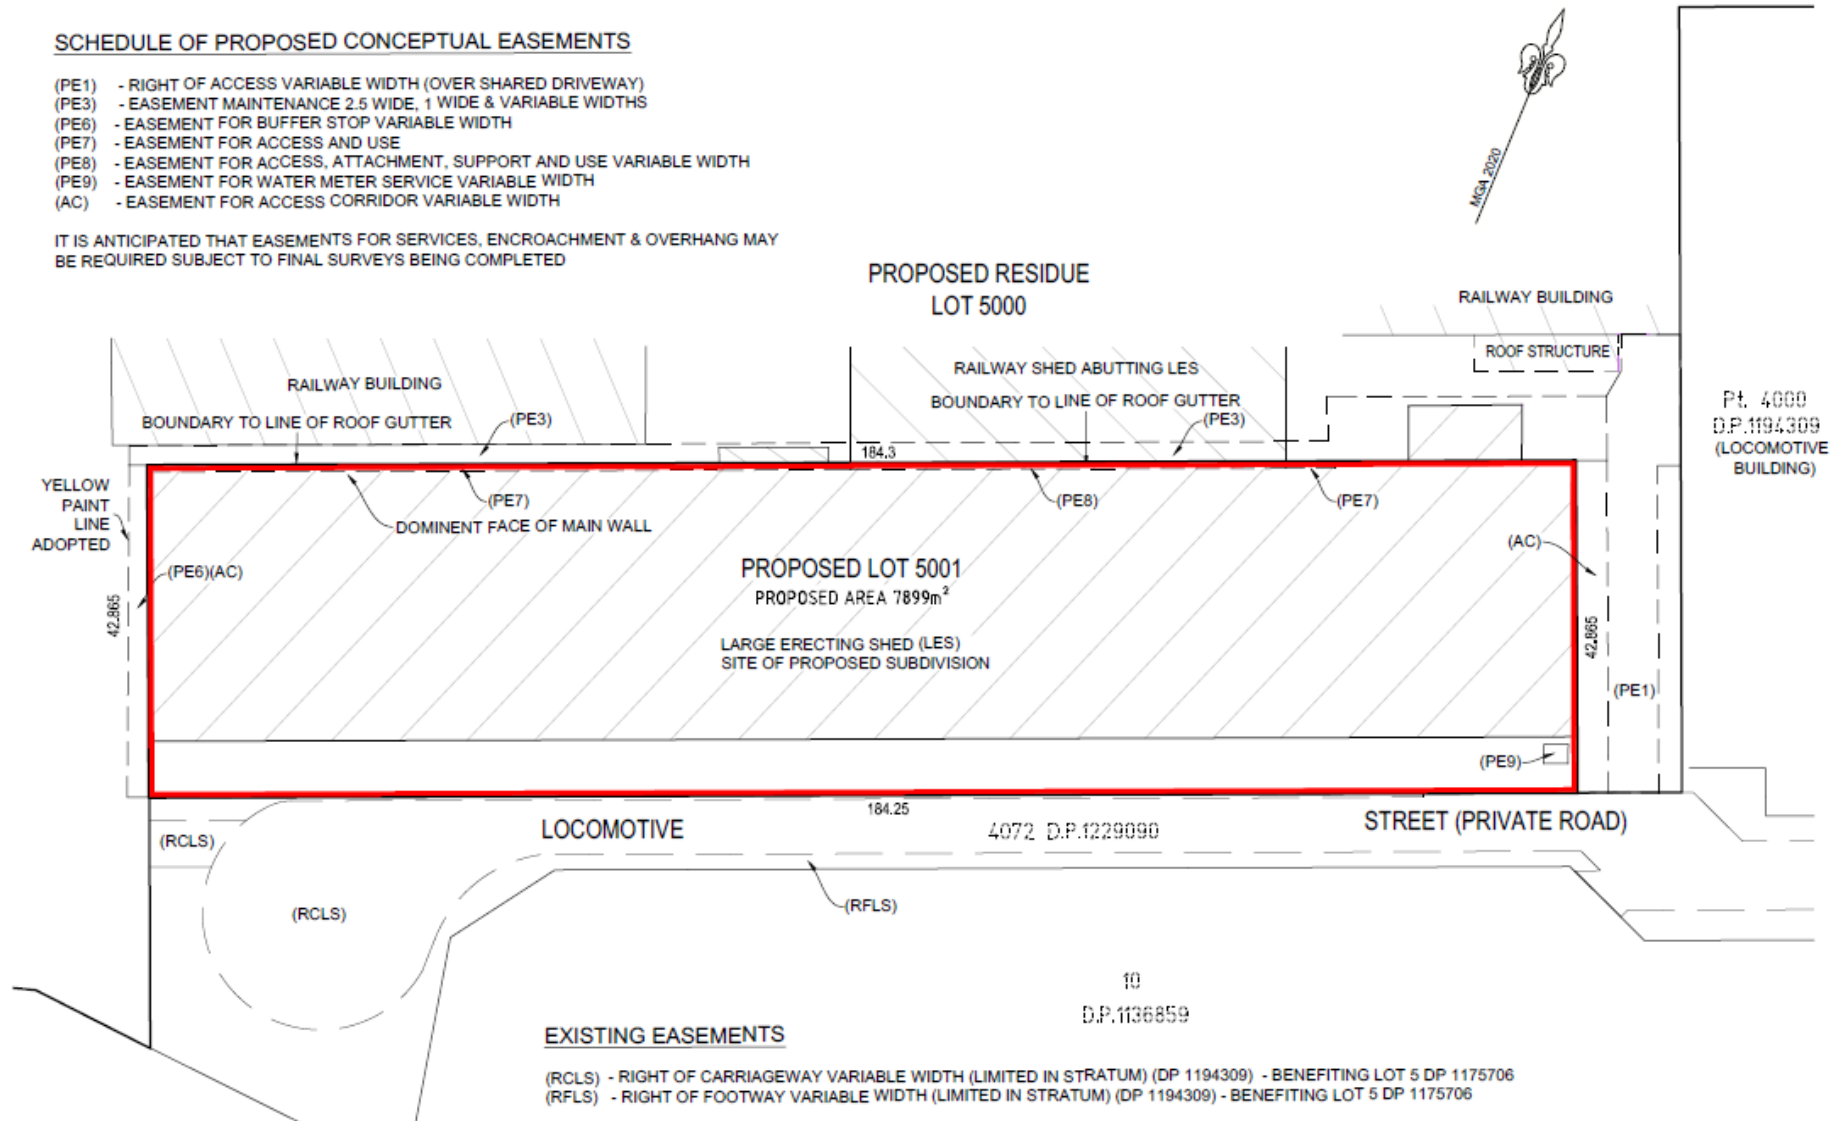 SCHEDULE OF PROPOSED CONCEPTUAL EASEMENTS
(PE1) - RIGHT OF ACCESS VARIABLE WIDTH (OVER SHARED DRIVEWAY)
(PE3) - EASEMENT MAINTENANCE 2.5 WIDE, 1 WIDE & VARIABLE WIDTHS
(PE6) - EASEMENT FOR BUFFER STOP VARIABLE WIDTH
(PE7) - EASEMENT FOR ACCESS AND USE
(PE8) - EASEMENT FOR ACCESS, ATTACHMENT, SUPPORT AND USE VARIABLE WIDTH
(PE9) - EASEMENT FOR WATER METER SERVICE VARIABLE WIDTH
(AC) - EASEMENT FOR ACCESS CORRIDOR VARIABLE WIDTH
IT IS ANTICIPATED THAT EASEMENTS FOR SERVICES, ENCROACHMENT & OVERHANG MAY
BE REQUIRED SUBJECT TO FINAL SURVEYS BEING COMPLETED
MGA 2020
PROPOSED RESIDUE
LOT 5000
RAILWAY BUILDING
ROOF STRUCTURE
RAILWAY BUILDING
RAILWAY SHED ABUTTING LES
BOUNDARY TO LINE OF ROOF GUTTER
(PE3)
BOUNDARY TO LINE OF ROOF GUTTER
(PE3)
Pt. 4000
D.P.1194309
(LOCOMOTIVE
BUILDING)
184.3
YELLOW
PAINT
LINE
ADOPTED
(PE7)
DOMINENT FACE OF MAIN WALL
(PE8)
(PE7)
(AC)
(PE6)(AC)
42.865
PROPOSED LOT 5001
PROPOSED AREA 7899m²
LARGE ERECTING SHED (LES)
SITE OF PROPOSED SUBDIVISION
42.865
(PE1)
(PE9)
184.25
(RCLS)
LOCOMOTIVE
4072 D.P.1229090
STREET (PRIVATE ROAD)
(RCLS)
(RFLS)
10
D.P.1136859
EXISTING EASEMENTS
(RCLS) - RIGHT OF CARRIAGEWAY VARIABLE WIDTH (LIMITED IN STRATUM) (DP 1194309) - BENEFITING LOT 5 DP 1175706
(RFLS) - RIGHT OF FOOTWAY VARIABLE WIDTH (LIMITED IN STRATUM) (DP 1194309) - BENEFITING LOT 5 DP 1175706